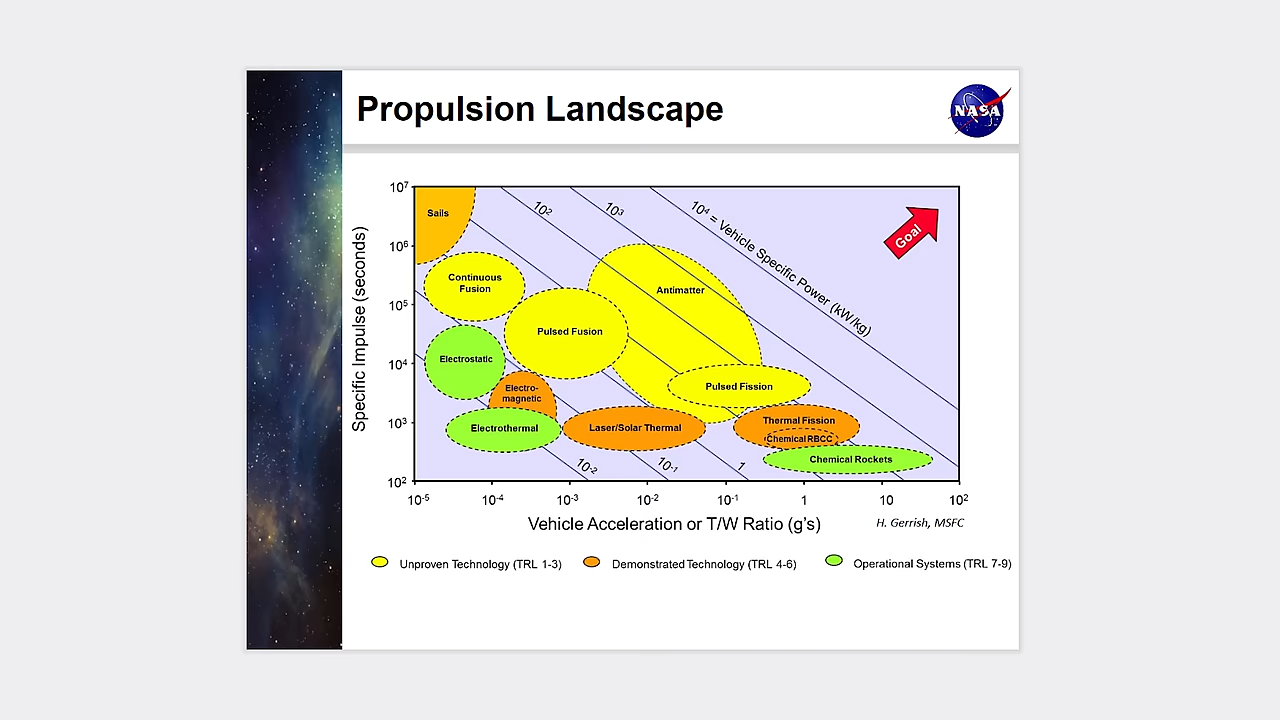 Propulsion Landscape
NASA
Specific Impulse (seconds)
10⁷
10⁶
10⁵
10⁴
10³
10²
Sails
Continuous
Fusion
Electrostatic
Electro-
magnetic
Electrothermal
Pulsed Fusion
Antimatter
Pulsed Fission
Laser/Solar Thermal
Thermal Fission
Chemical RBCC
Chemical Rockets
10²
10³
10⁴ = Vehicle Specific Power (kW/kg)
Goal
10⁻²
10⁻¹
1
10⁻⁵
10⁻⁴
10⁻³
10⁻²
10⁻¹
1
10
10²
Vehicle Acceleration or T/W Ratio (g's)
H. Gerrish, MSFC
Unproven Technology (TRL 1-3)
Demonstrated Technology (TRL 4-6)
Operational Systems (TRL 7-9)